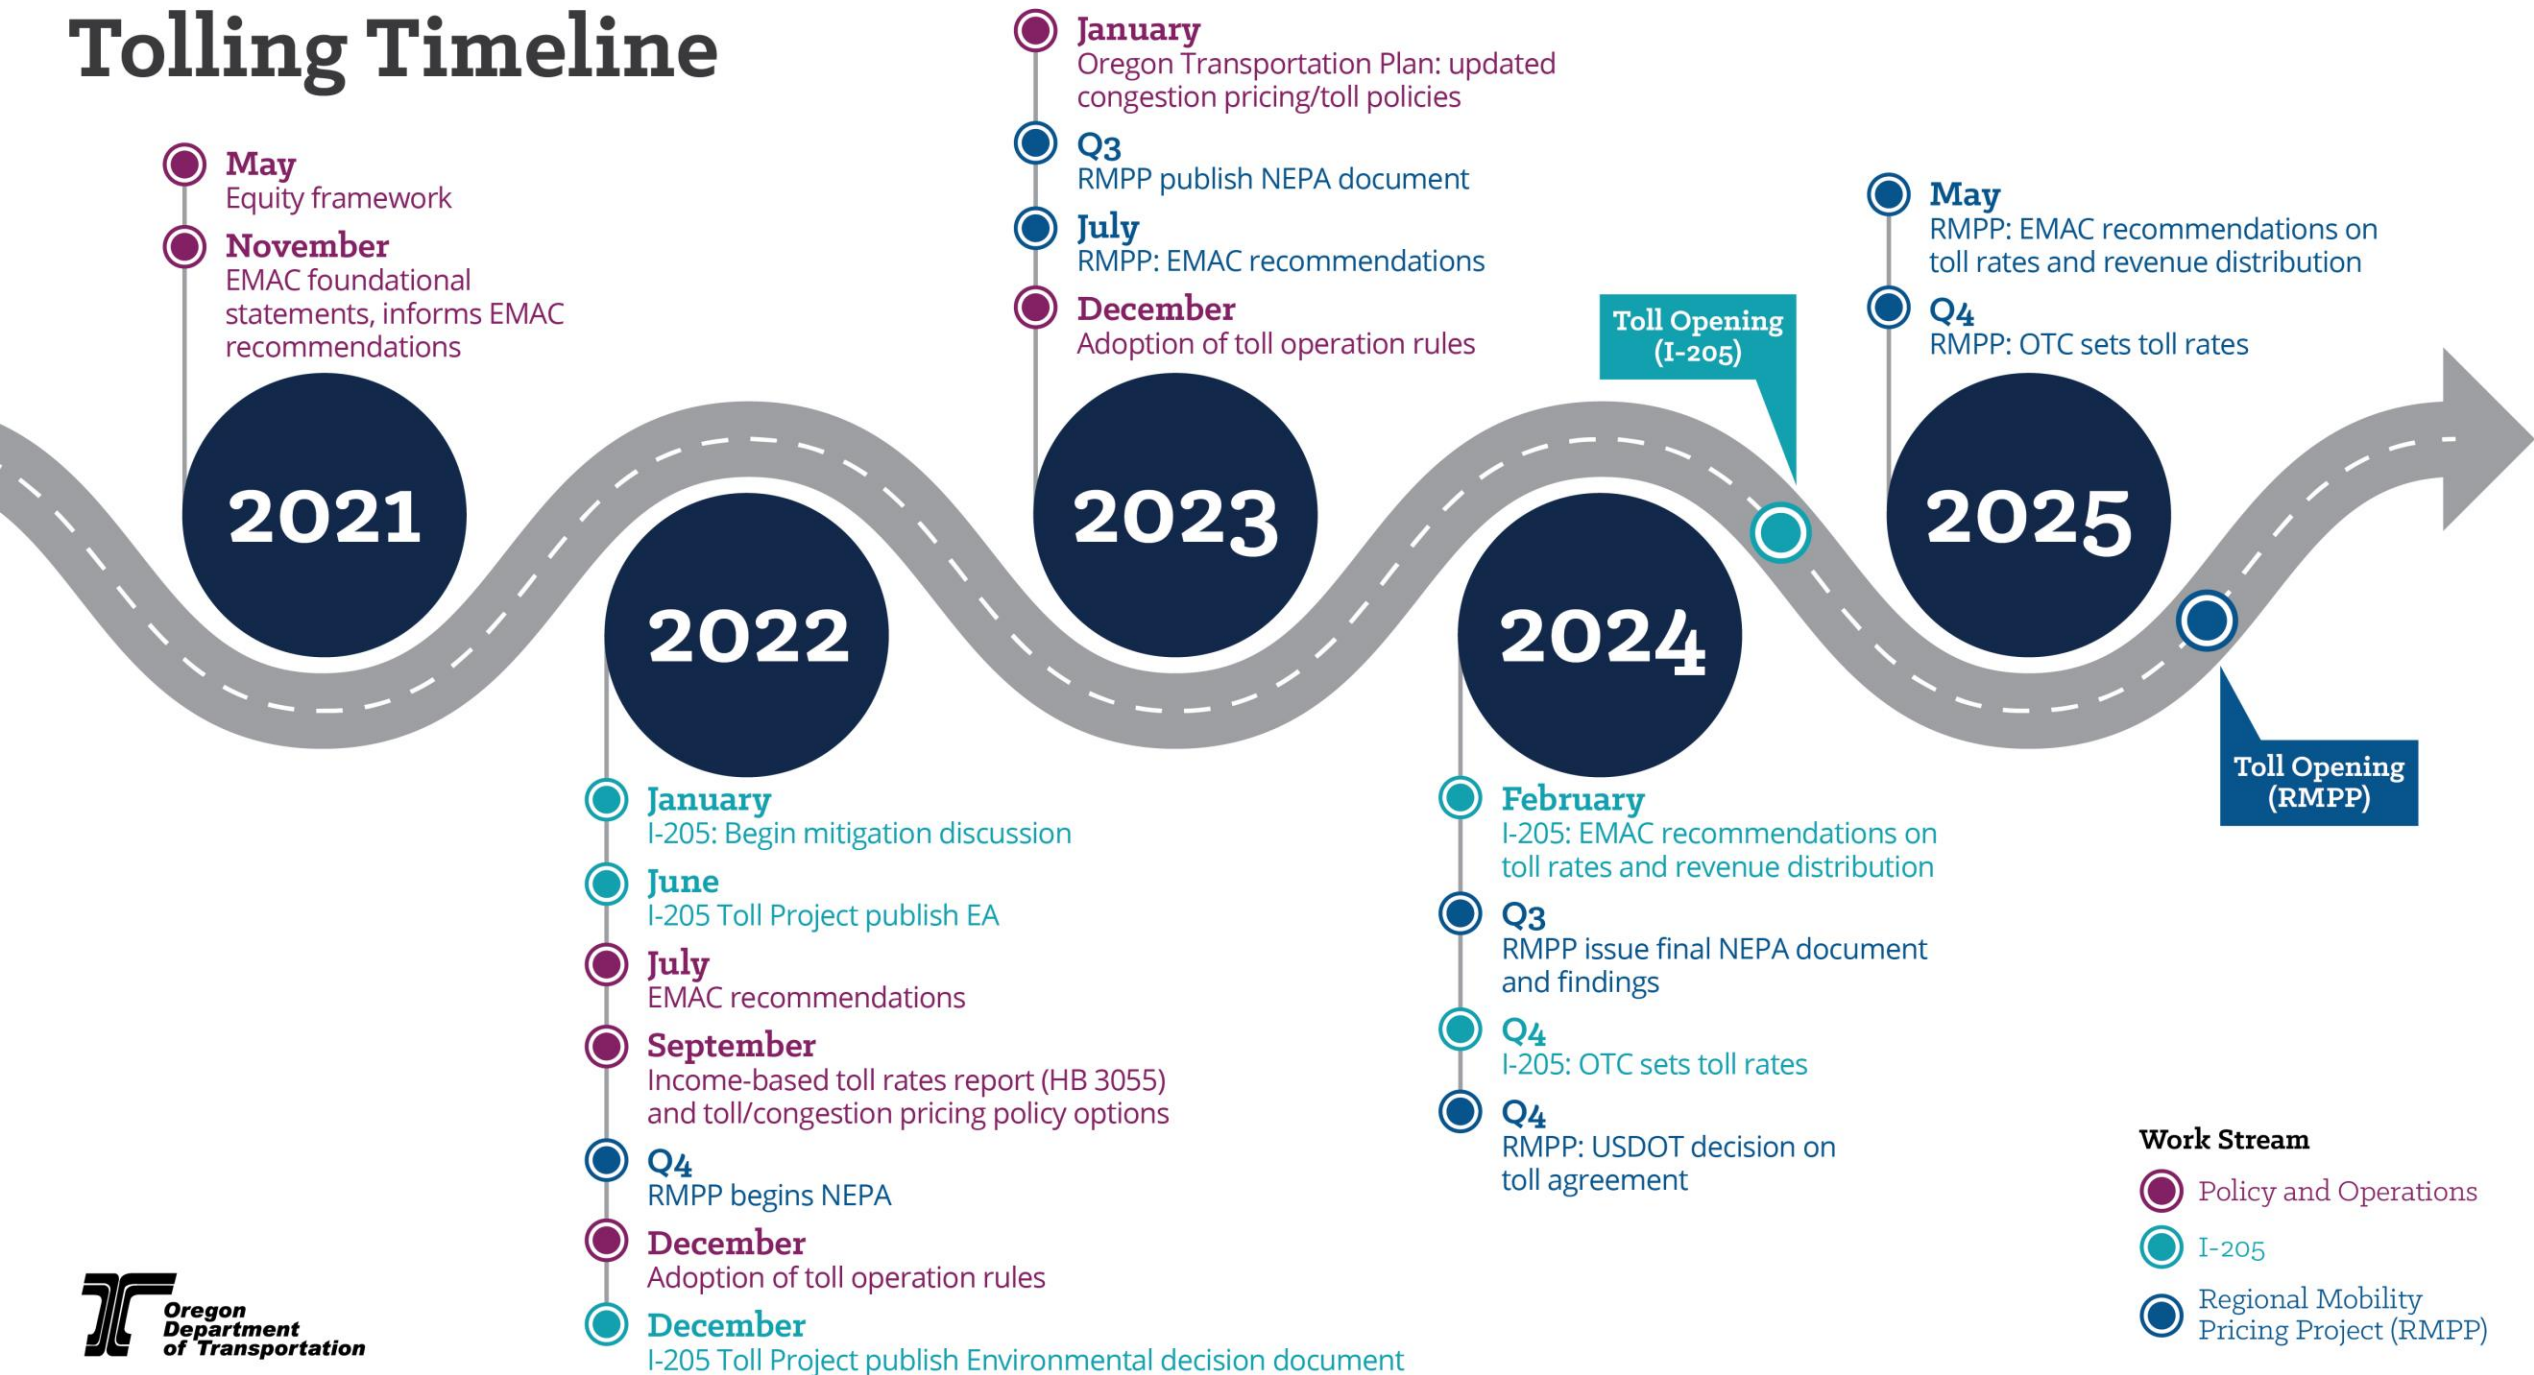 Tolling Timeline
May
Equity framework
November
EMAC foundational
statements, informs EMAC
recommendations
2021
January
I-205: Begin mitigation discussion
June
I-205 Toll Project publish EA
July
EMAC recommendations
September
Income-based toll rates report (HB 3055)
and toll/congestion pricing policy options
Q4
RMPP begins NEPA
December
Adoption of toll operation rules
December
I-205 Toll Project publish Environmental decision document
2022
January
Oregon Transportation Plan: updated
congestion pricing/toll policies
Q3
RMPP publish NEPA document
July
RMPP: EMAC recommendations
December
Adoption of toll operation rules
2023
2024
February
I-205: EMAC recommendations on
toll rates and revenue distribution
Q3
RMPP issue final NEPA document
and findings
Q4
I-205: OTC sets toll rates
Q4
RMPP: USDOT decision on
toll agreement
Toll Opening
(I-205)
May
RMPP: EMAC recommendations on
toll rates and revenue distribution
Q4
RMPP: OTC sets toll rates
2025
Toll Opening
(RMPP)
Work Stream
Policy and Operations
I-205
Regional Mobility
Pricing Project (RMPP)
Oregon
Department
of Transportation